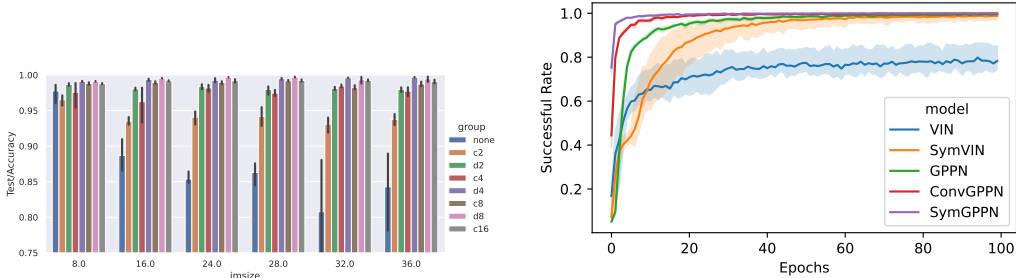 1.00
0.95
0.90
0.85
0.80
0.75
Test/Accuracy
8.0 16.0 24.0 28.0 32.0 36.0
imsize
group
none
c2
d2
c4
d4
c8
d8
c16
1.0
0.8
0.6
0.4
0.2
Successful Rate
0 20 40 60 80 100
Epochs
model
VIN
SymVIN
GPPN
ConvGPPN
SymGPPN